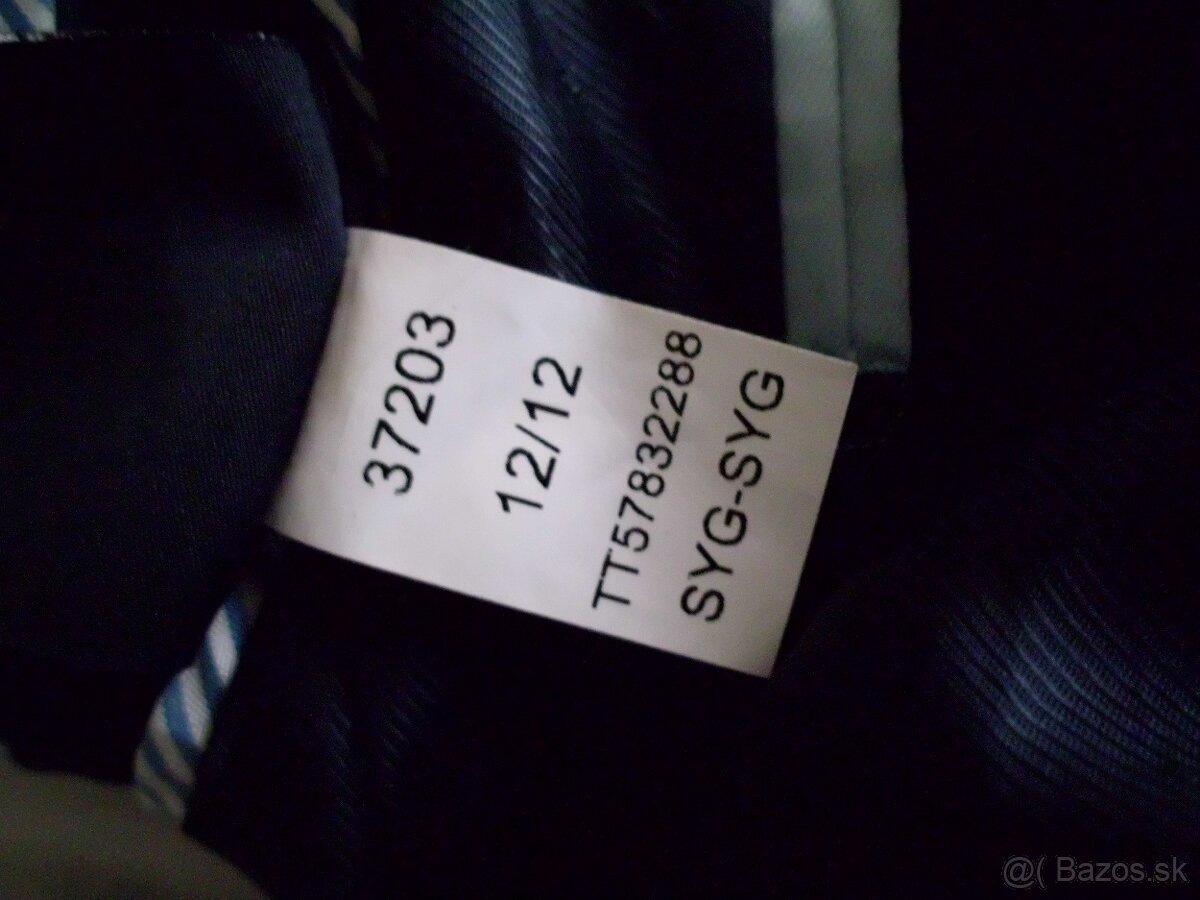 37203
12/12
TT57832288
SYG-SYG
@( Bazos.sk